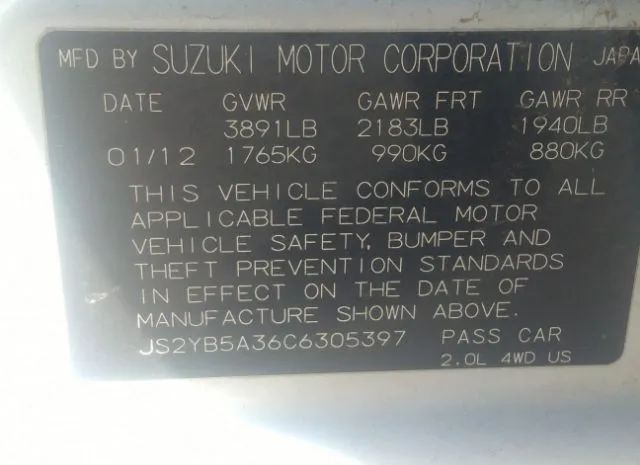 MFD BY SUZUKI MOTOR CORPORATION JAPA
DATE GVWR GAWR FRT GAWR RR
3891LB 2183LB 1940LB
01/12 1765KG 990KG 880KG
THIS VEHICLE CONFORMS TO ALL
APPLICABLE FEDERAL MOTOR
VEHICLE SAFETY, BUMPER AND
THEFT PREVENTION STANDARDS
IN EFFECT ON THE DATE OF
MANUFACTURE SHOWN ABOVE.
JS2YB5A36C6305397 PASS CAR
2.0L 4WD US